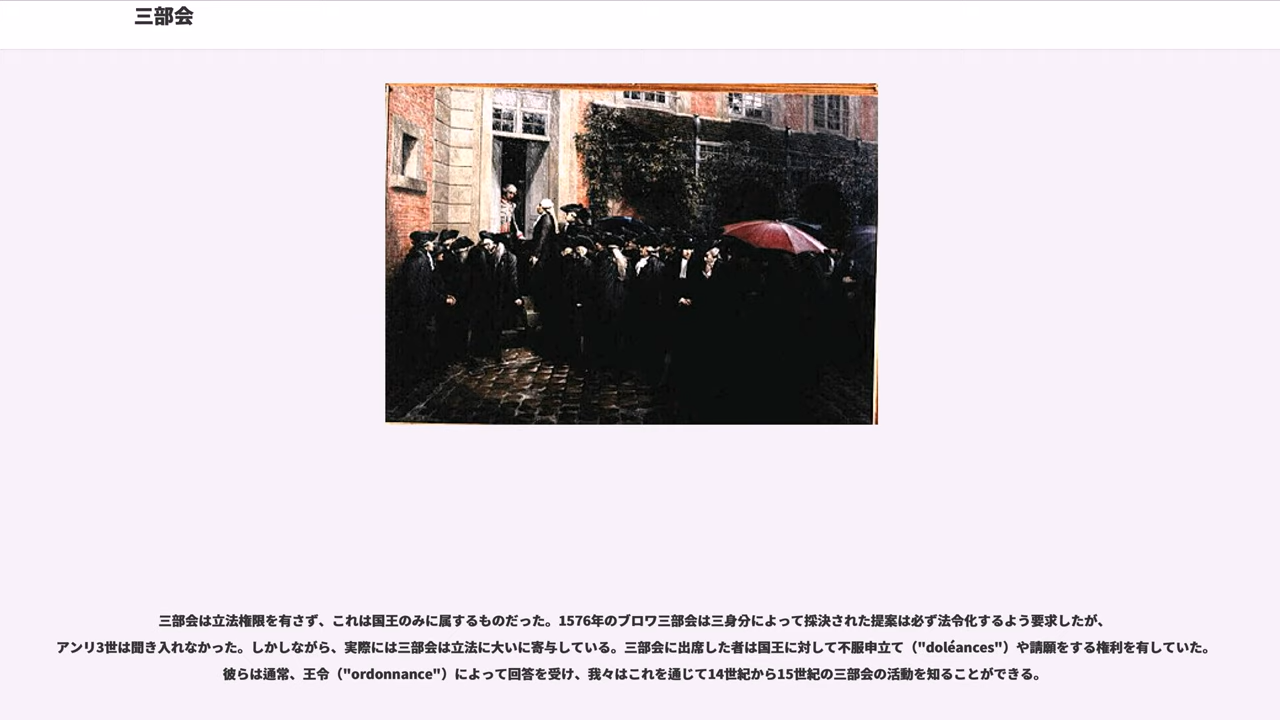 三部会
三部会は立法権限を有さず、これは国王のみに属するものだった。1576年のブロワ三部会は三身分によって採決された提案は必ず法令化するよう要求したが、
アンリ3世は聞き入れなかった。しかしながら、実際には三部会は立法に大いに寄与している。三部会に出席した者は国王に対して不服申立て（"doléances"）や請願をする権利を有していた。
彼らは通常、王令（"ordonnance"）によって回答を受け、我々はこれを通じて14世紀から15世紀の三部会の活動を知ることができる。